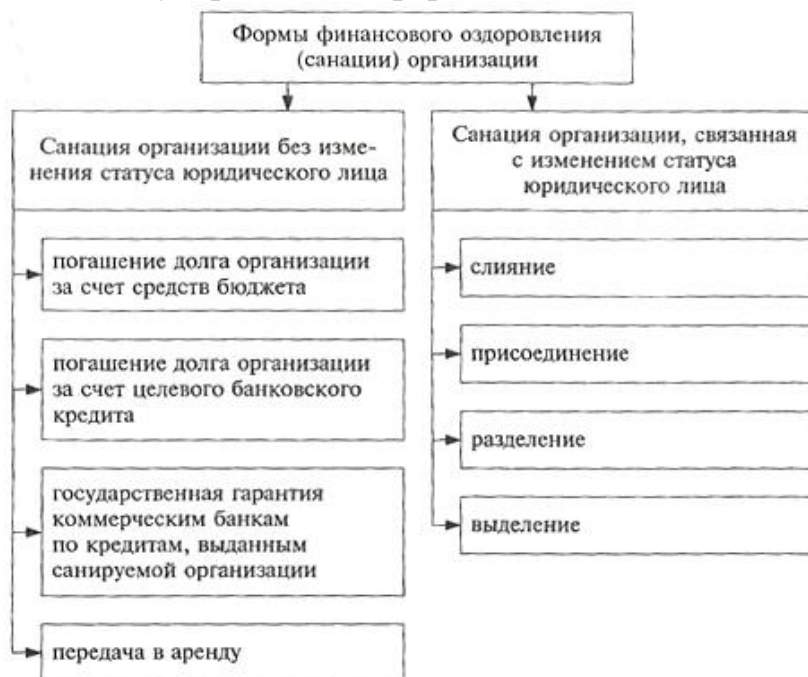 Формы финансового оздоровления
(санации) организации
Санация организации без изме-
нения статуса юридического лица
погашение долга организации
за счет средств бюджета
погашение долга организации
за счет целевого банковского
кредита
государственная гарантия
коммерческим банкам
по кредитам, выданным
санируемой организации
передача в аренду
Санация организации, связанная
с изменением статуса
юридического лица
слияние
присоединение
разделение
выделение